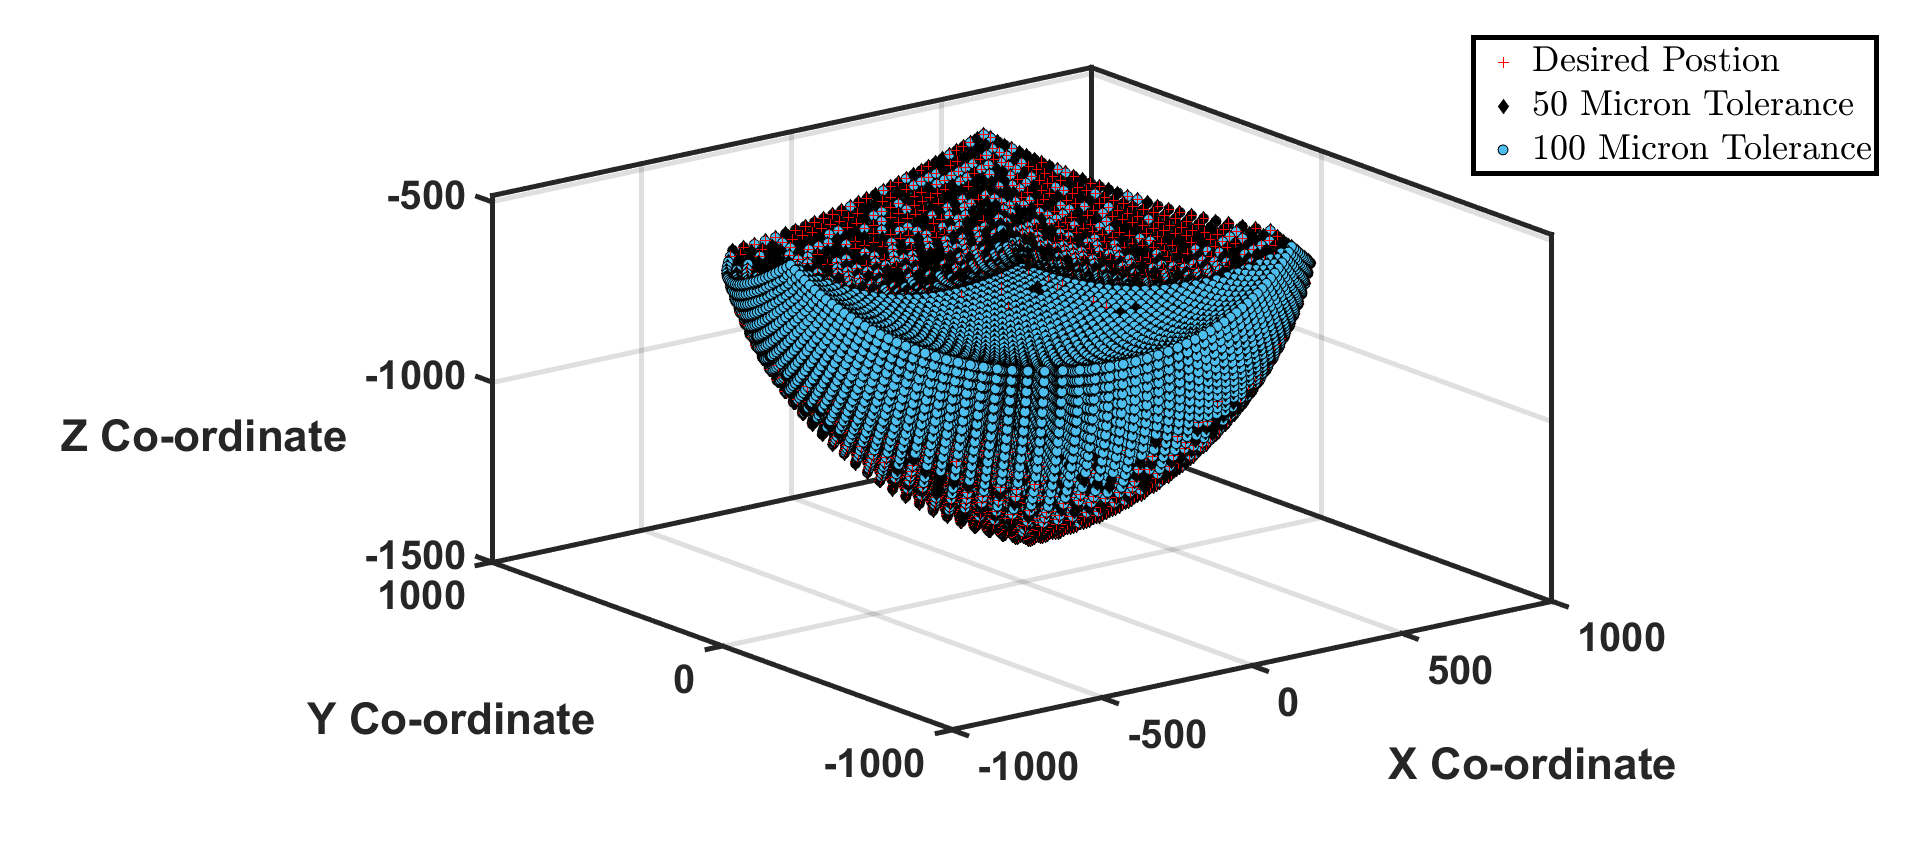 Desired Postion
50 Micron Tolerance
100 Micron Tolerance
-500
-1000
-1500
Z Co-ordinate
1000
0
-1000
Y Co-ordinate
-1000
-500
0
500
1000
X Co-ordinate